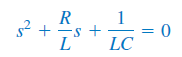 s² + R/L s + 1/LC = 0